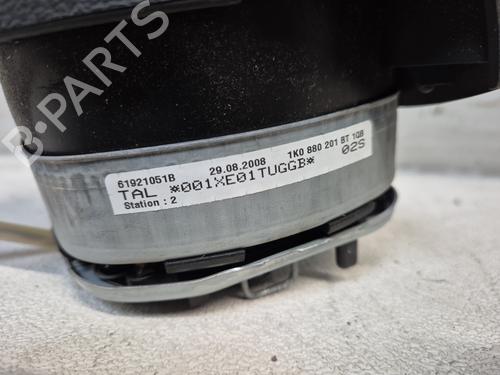 B-PARTS
61921051B 29.08.2008 1K0 880 201 BT 1QB
TAL *001XE01TUGGB* 02S
Station : 2